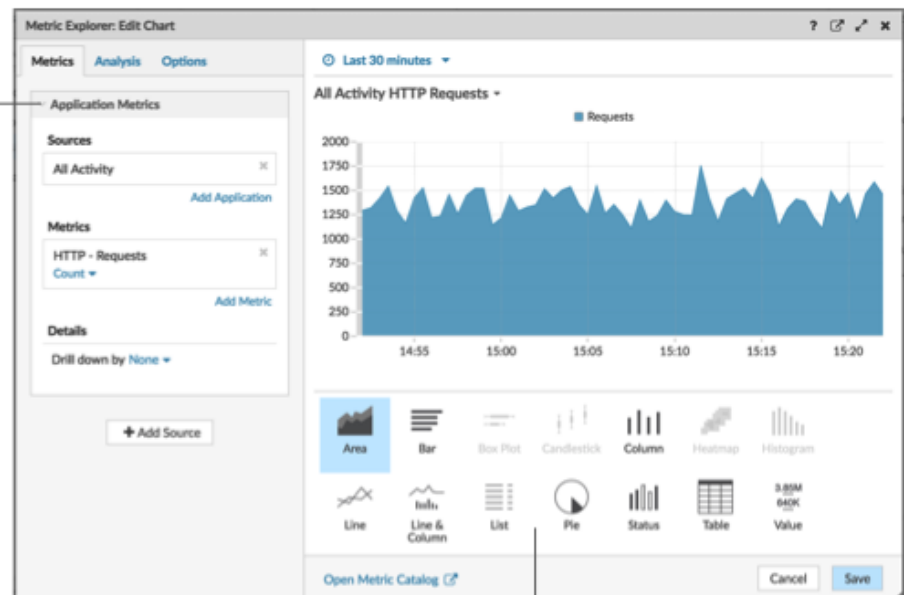 Metric Explorer: Edit Chart
?
Metrics Analysis Options
Last 30 minutes
Application Metrics
Sources
All Activity
Add Application
Metrics
HTTP - Requests
Count
Add Metric
Details
Drill down by None
+ Add Source
All Activity HTTP Requests
Requests
2000
1750
1500
1250
1000
750
500
250
0
14:55 15:00 15:05 15:10 15:15 15:20
Area Bar Box Plot Candlestick Column Heatmap Histogram
3.85M
640K
Line Line & Column List Pie Status Table Value
Open Metric Catalog
Cancel Save